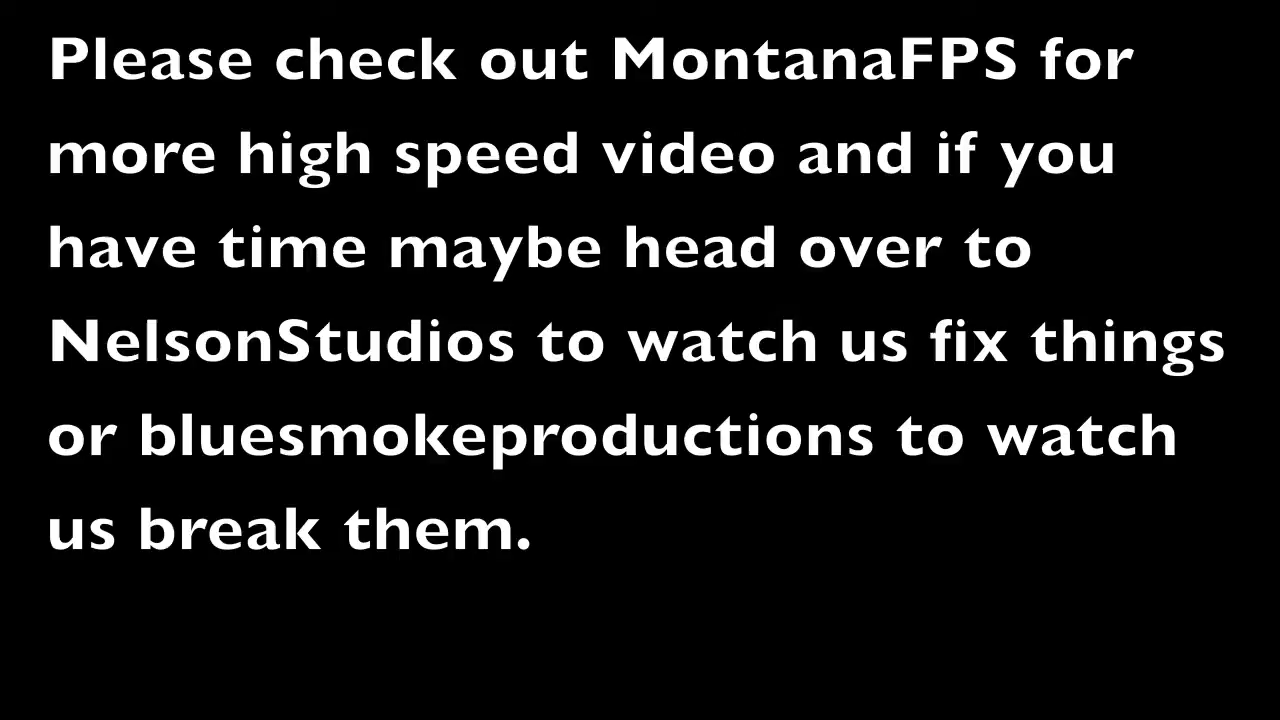 Please check out MontanaFPS for
more high speed video and if you
have time maybe head over to
NelsonStudios to watch us fix things
or bluesmokeproductions to watch
us break them.